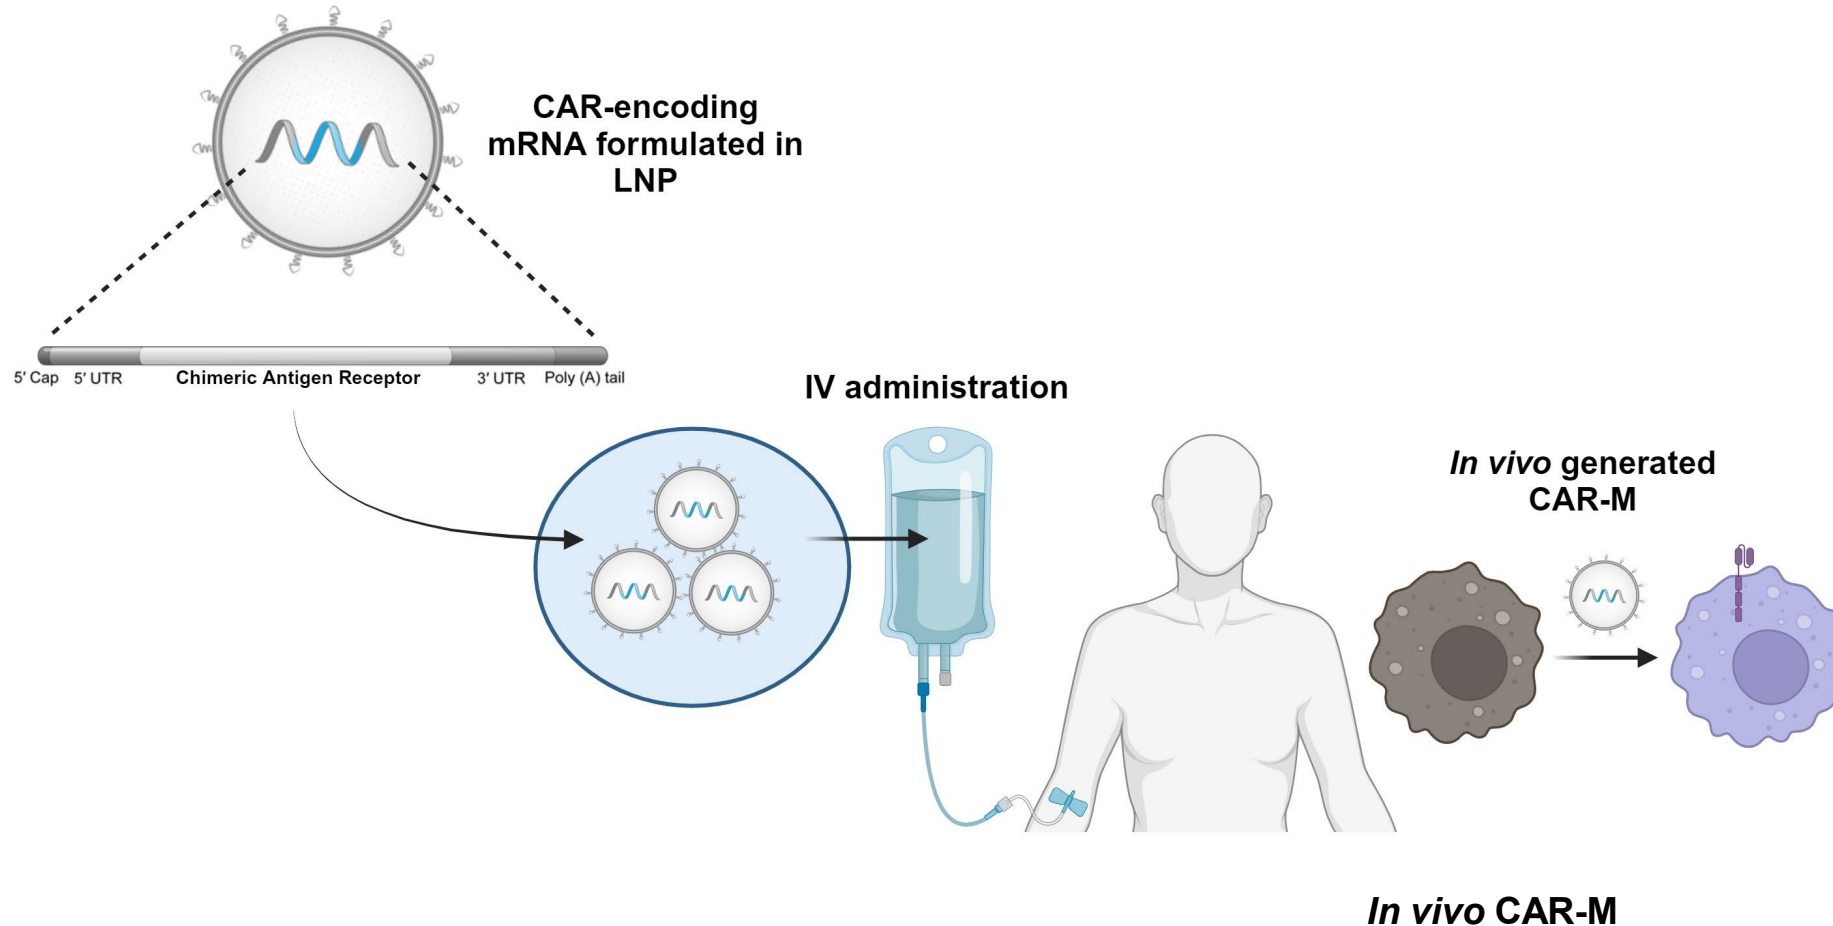 CAR-encoding
mRNA formulated in
LNP
5′ Cap 5′ UTR Chimeric Antigen Receptor 3′ UTR Poly (A) tail
IV administration
In vivo generated
CAR-M
In vivo CAR-M